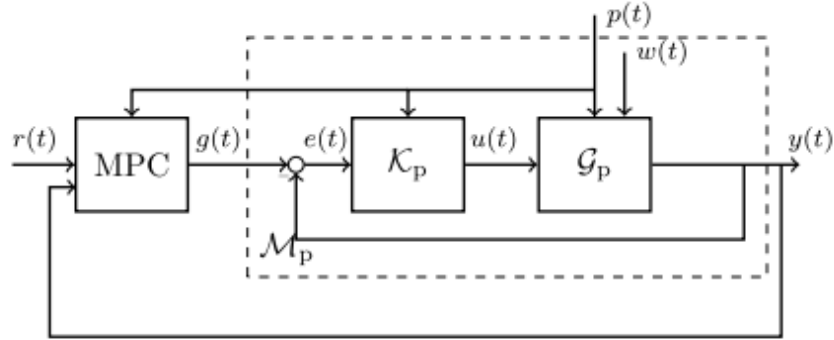 p(t)
w(t)
r(t)
MPC
g(t)
e(t)
𝒦ₚ
u(t)
𝒢ₚ
y(t)
−
ℳₚ